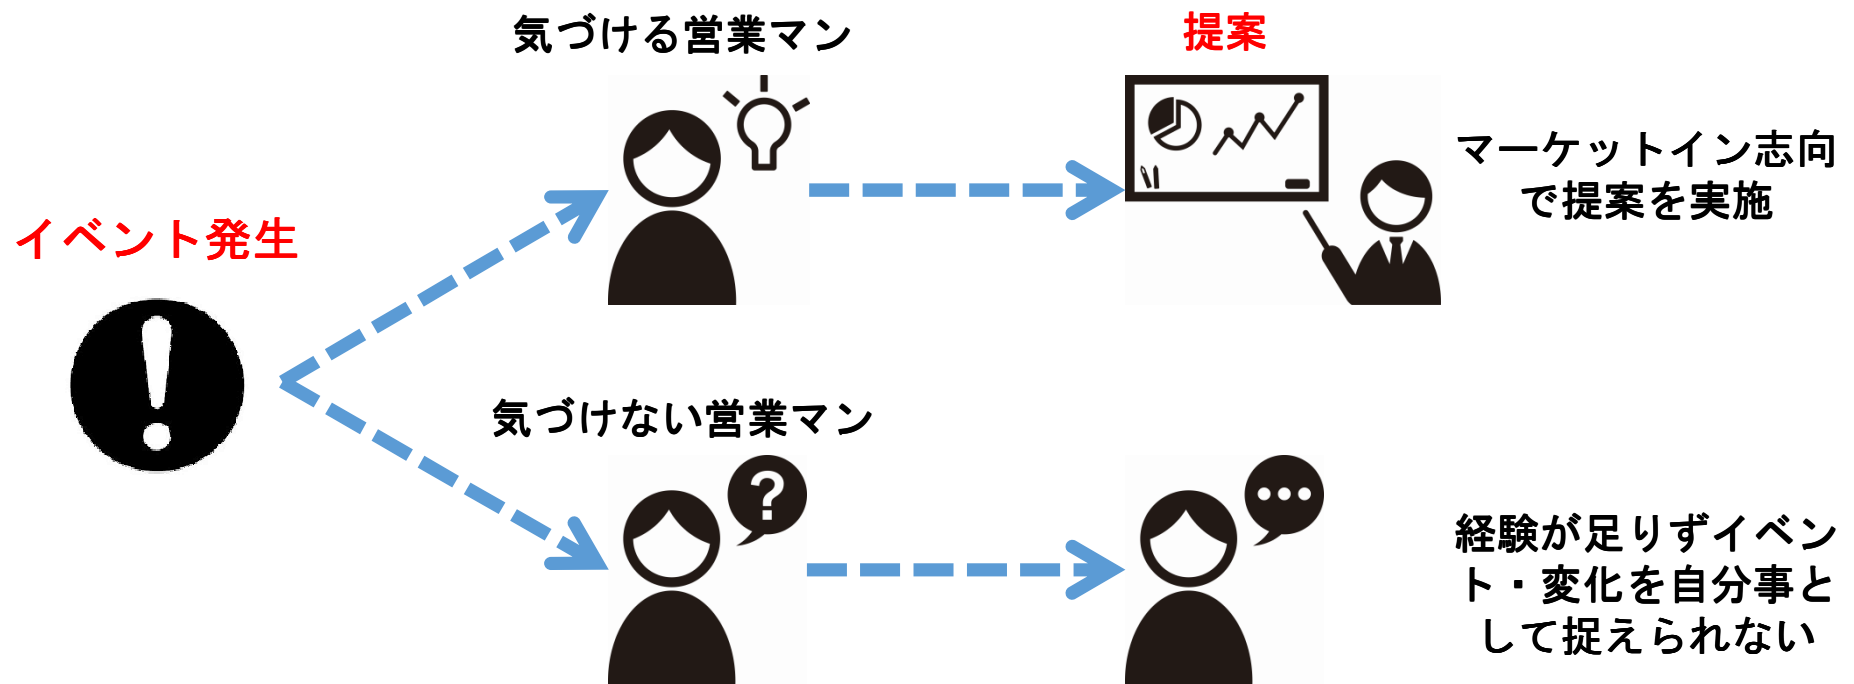 気づける営業マン
提案
マーケットイン志向
で提案を実施
イベント発生
気づけない営業マン
経験が足りずイベン
ト・変化を自分事と
して捉えられない